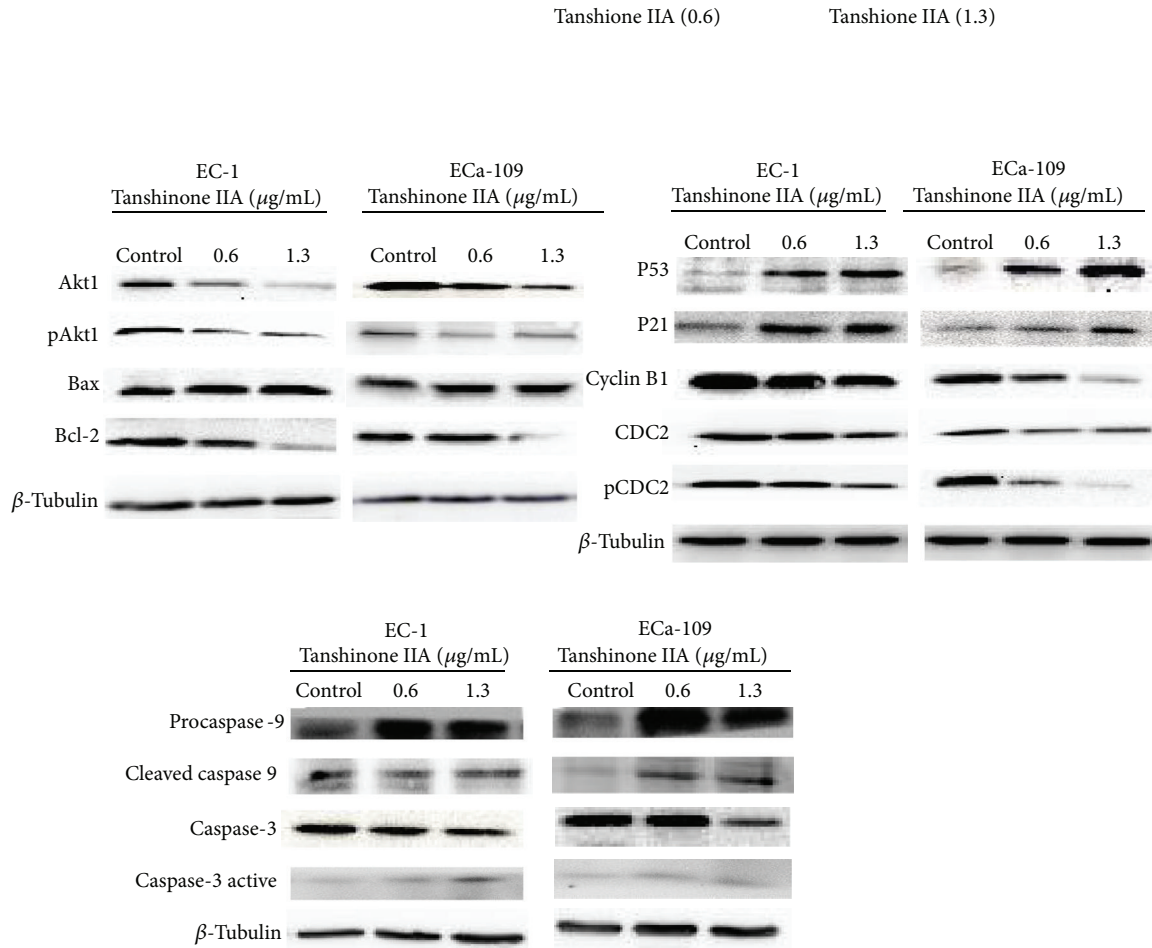 Tanshione IIA (0.6) Tanshione IIA (1.3)
EC-1 ECa-109
Tanshinone IIA (μg/mL) Tanshinone IIA (μg/mL)
Control 0.6 1.3 Control 0.6 1.3
Akt1
pAkt1
Bax
Bcl-2
β-Tubulin
EC-1 ECa-109
Tanshinone IIA (μg/mL) Tanshinone IIA (μg/mL)
Control 0.6 1.3 Control 0.6 1.3
P53
P21
Cyclin B1
CDC2
pCDC2
β-Tubulin
EC-1 ECa-109
Tanshinone IIA (μg/mL) Tanshinone IIA (μg/mL)
Control 0.6 1.3 Control 0.6 1.3
Procaspase -9
Cleaved caspase 9
Caspase-3
Caspase-3 active
β-Tubulin